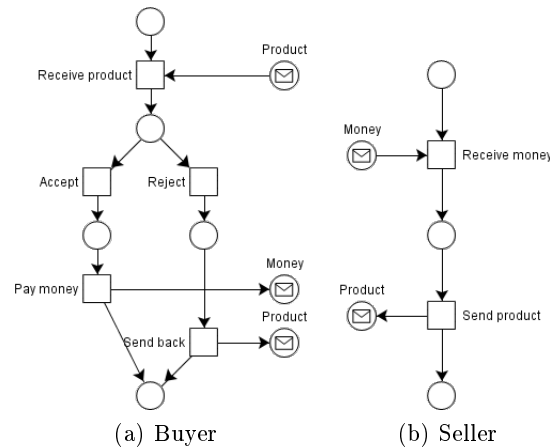 Product
Receive product
Money
Receive money
Accept
Reject
Money
Pay money
Product
Product
Send product
Send back
(a) Buyer
(b) Seller